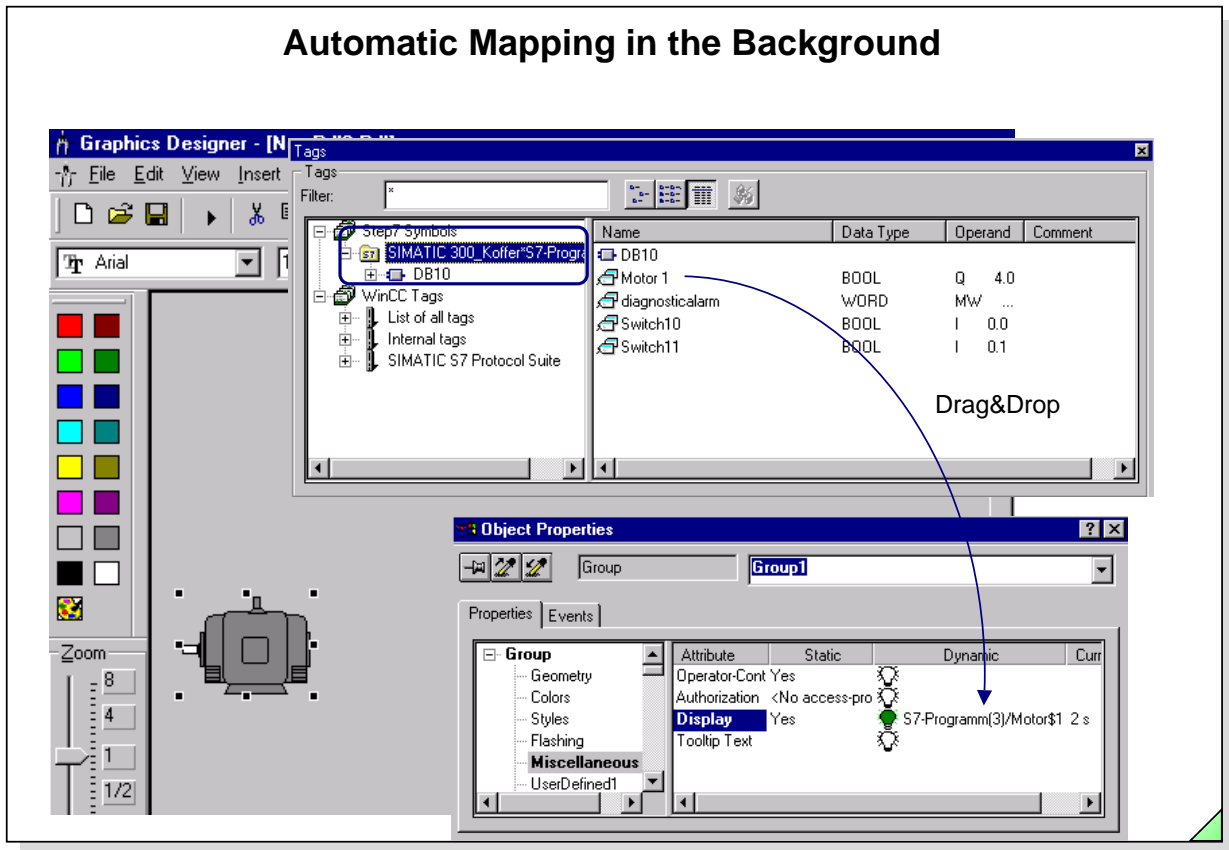 Automatic Mapping in the Background
Graphics Designer - [N
File Edit View Insert
Arial
Tags
Tags
Filter: *
Step7 Symbols
S7 SIMATIC 300_Koffer*S7-Progra
DB10
WinCC Tags
List of all tags
Internal tags
SIMATIC S7 Protocol Suite
Name Data Type Operand Comment
DB10
Motor 1 BOOL Q 4.0
diagnosticalarm WORD MW ...
Switch10 BOOL I 0.0
Switch11 BOOL I 0.1
Drag&Drop
Zoom
8
4
1
1/2
Object Properties
Group Group1
Properties Events
Group
Geometry
Colors
Styles
Flashing
Miscellaneous
UserDefined1
Attribute Static Dynamic Curr
Operator-Cont Yes
Authorization <No access-pro
Display Yes S7-Programm(3)/Motor$1 2 s
Tooltip Text